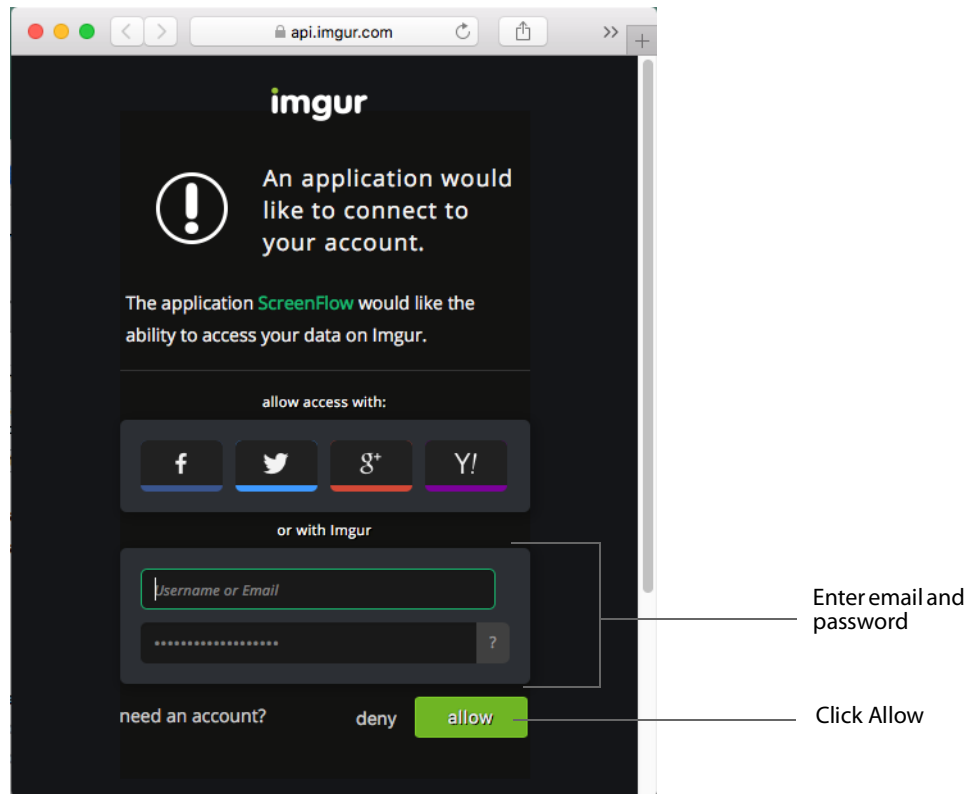 api.imgur.com
imgur
An application would
like to connect to
your account.
The application ScreenFlow would like the
ability to access your data on Imgur.
allow access with:
f g+ Y!
or with Imgur
Username or Email
?
Enter email and
password
need an account? deny allow
Click Allow